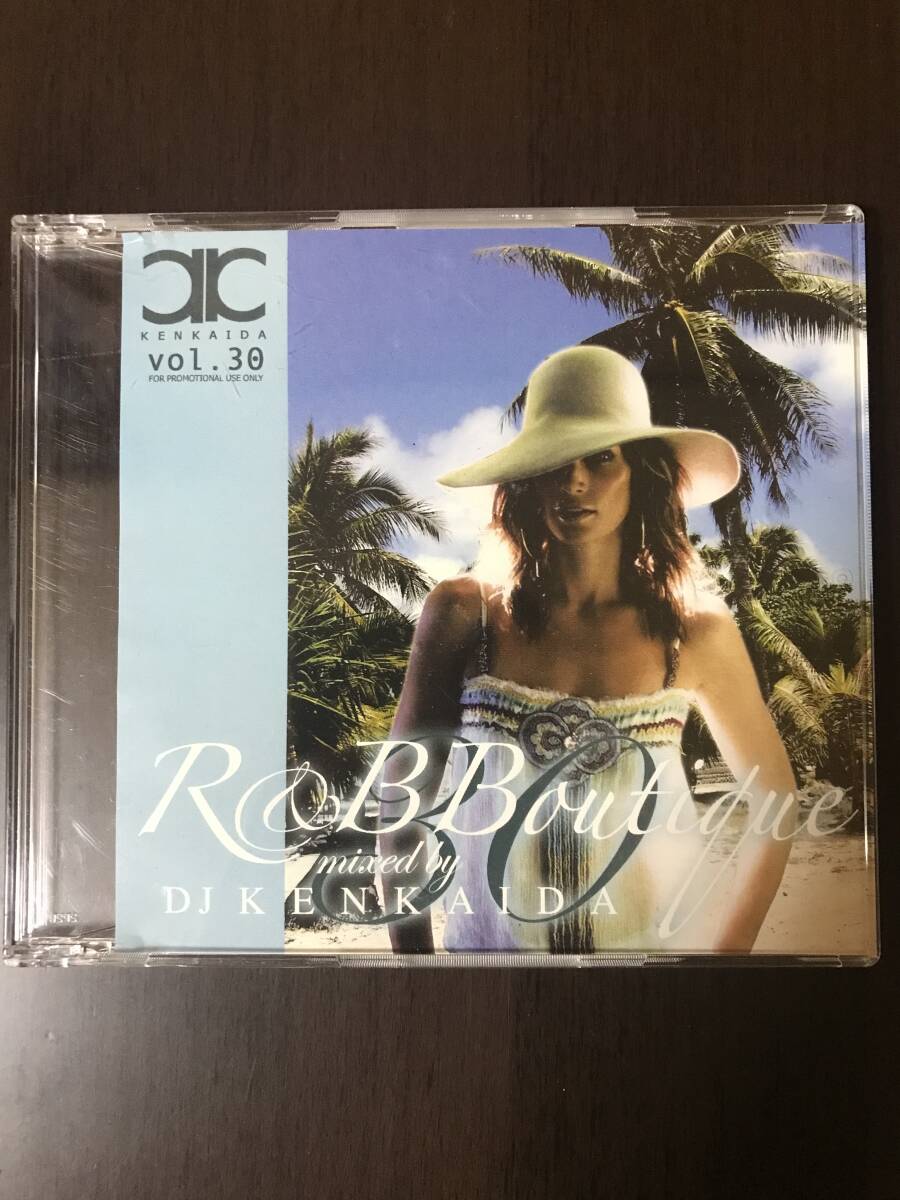 KENKAIDA
vol.30
FOR PROMOTIONAL USE ONLY
R&B Boutique
30
mixed by
DJ KENKAIDA